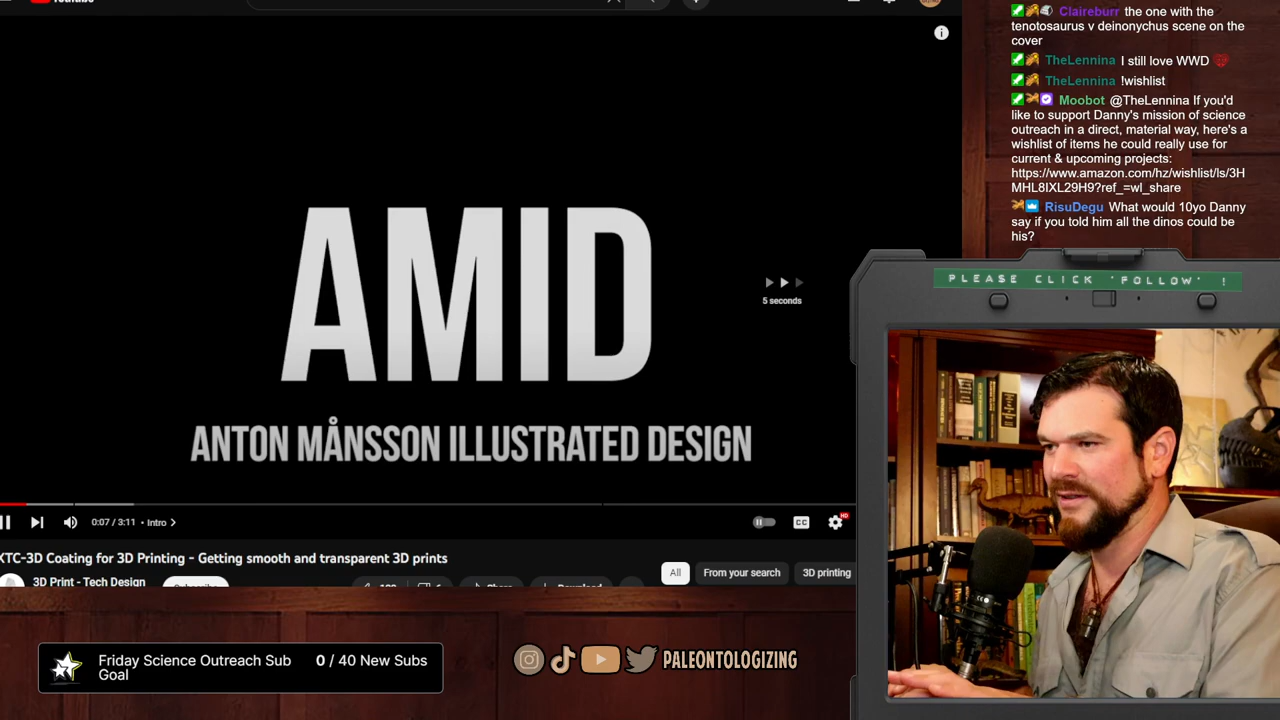 AMID
ANTON MÅNSSON ILLUSTRATED DESIGN
5 seconds
0:07 / 3:11 • Intro
CC
HD
XTC-3D Coating for 3D Printing - Getting smooth and transparent 3D prints
3D Print - Tech Design
All
From your search
3D printing
Claireburr the one with the
tenotosaurus v deinonychus scene on the
cover
TheLennina I still love WWD
TheLennina !wishlist
Moobot @TheLennina If you'd
like to support Danny's mission of science
outreach in a direct, material way, here's a
wishlist of items he could really use for
current & upcoming projects:
https://www.amazon.com/hz/wishlist/ls/3H
MHL8IXL29H9?ref_=wl_share
RisuDegu What would 10yo Danny
say if you told him all the dinos could be
his?
PLEASE CLICK 'FOLLOW' !
Friday Science Outreach Sub
Goal
0 / 40 New Subs
PALEONTOLOGIZING